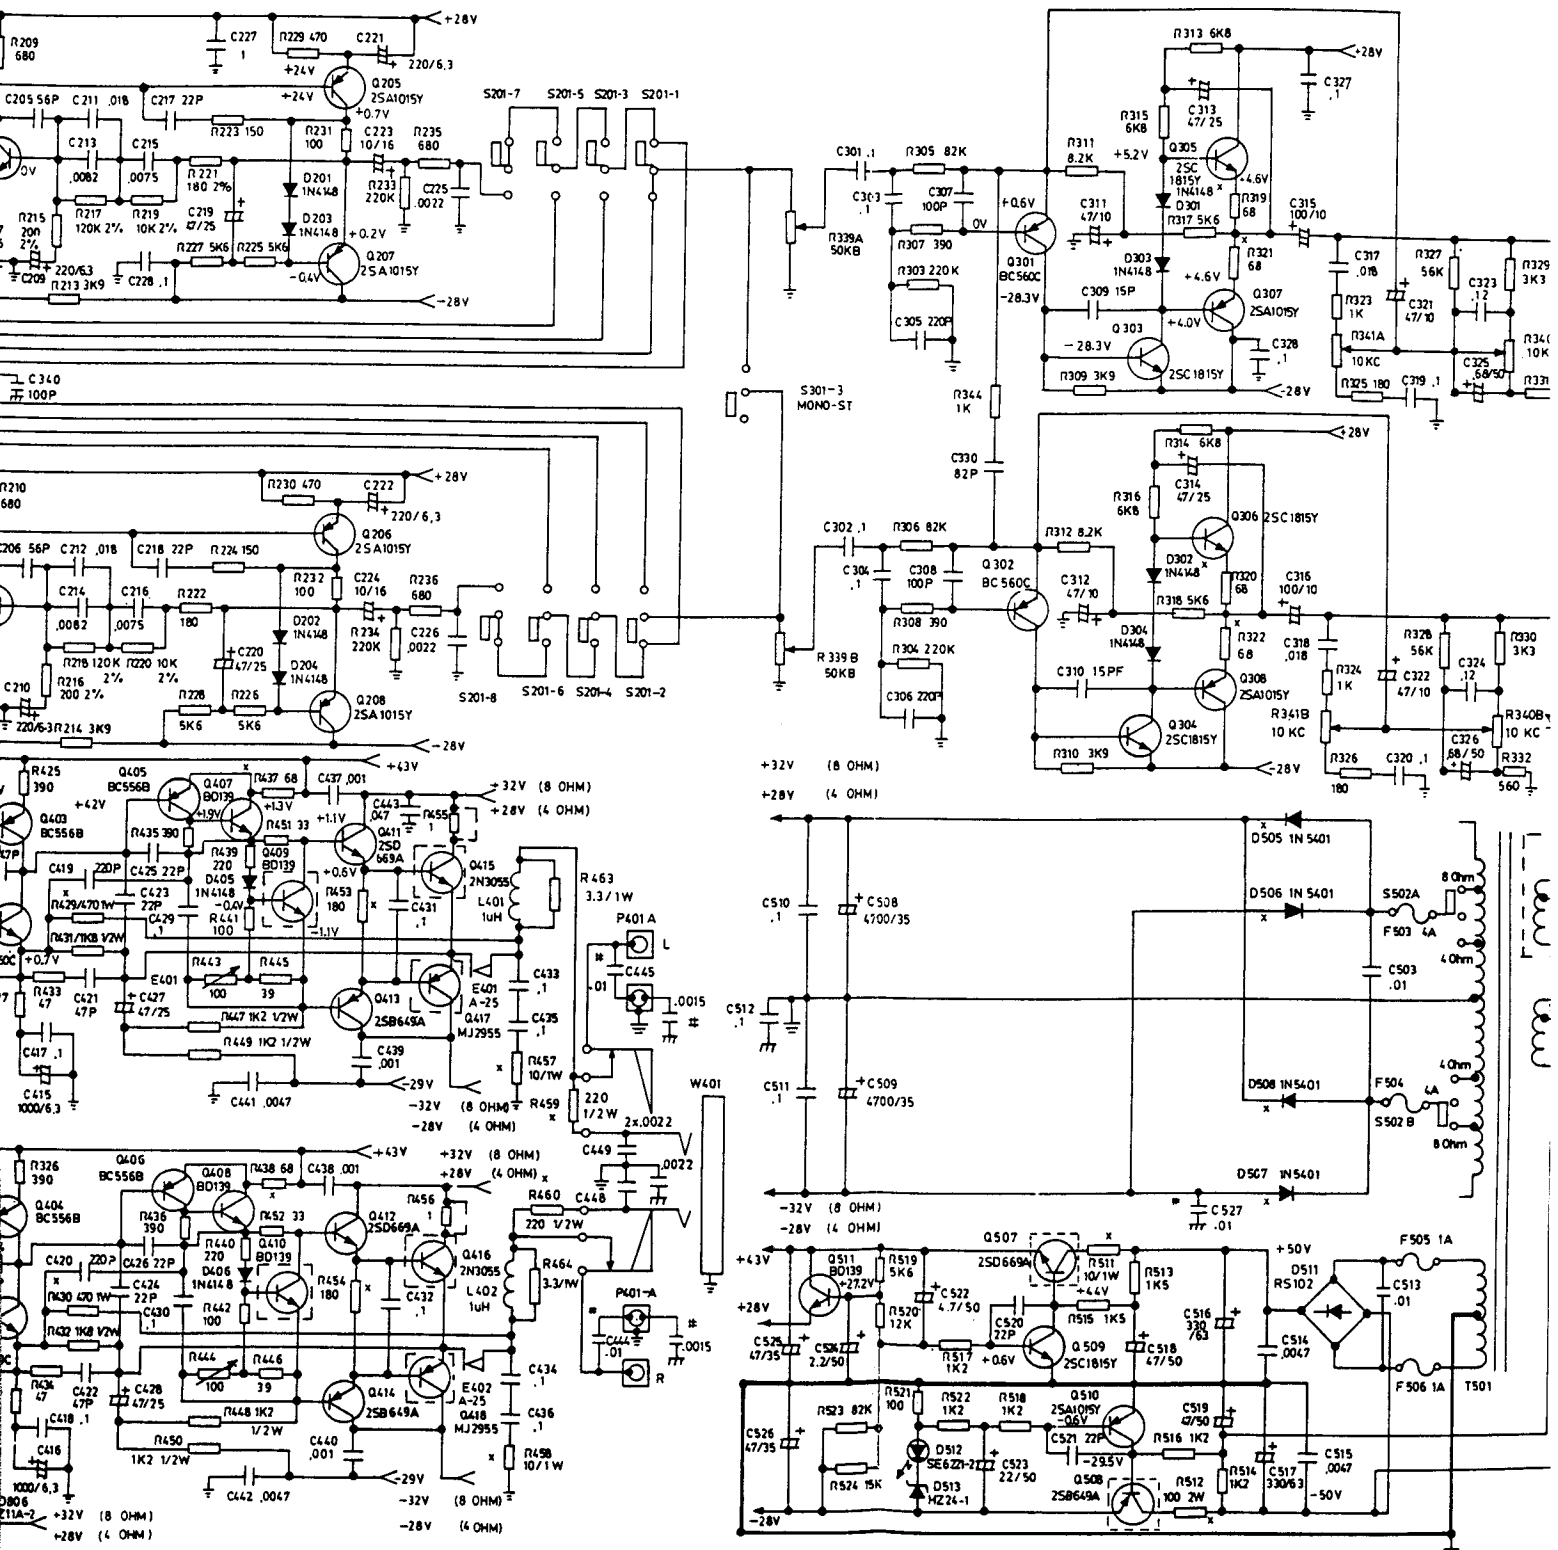 +28V
R209
680
C227
1
R229 470
C221
220/6,3
+24V
+24V
Q205
2SA1015Y
+0.7V
C205 56P
C211 .018
C217 22P
R223 150
R231
100
C223
10/16
R235
680
S201-7
S201-5
S201-3
S201-1
0V
C213
.0082
C215
.0075
R221
180 2%
D201
1N4148
R233
220K
C225
.0022
R215
200
2%
R217
120K 2%
R219
10K 2%
C219
47/25
D203
1N4148
+0.2V
Q207
2SA1015Y
-0.4V
220/6.3
C209
R213 3K9
C228 .1
R227 5K6
R225 5K6
-28V
C340
100P
R313 6K8
+28V
C327
.1
C313
47/25
R315
6K8
R311
8.2K
+5.2V
Q305
2SC
1815Y
1N4148
D301
+4.6V
R319
68
C301 .1
R305 82K
C303
.1
C307
100P
R307 390
0V
+0.6V
C311
47/10
R317 5K6
C315
100/10
R339A
50KB
R303 220K
C305 220P
Q301
BC560C
-28.3V
D303
1N4148
R321
68
+4.6V
Q307
2SA1015Y
C309 15P
Q303
-28.3V
+4.0V
2SC1815Y
R309 3K9
C328
.1
-28V
C317
.018
R323
1K
R341A
10KC
R325 180
C319 .1
C321
47/10
R327
56K
C323
.12
C325
.68/50
R329
3K3
R340
10K
R331
S301-3
MONO-ST
R344
1K
C330
82P
R210
680
R230 470
C222
220/6,3
+28V
Q206
2SA1015Y
C206 56P
C212 .018
C218 22P
R224 150
R232
100
C224
10/16
R236
680
C214
.0082
C216
.0075
R222
180
D202
1N4148
R234
220K
C226
.0022
R218 120K
2%
R220 10K
2%
C220
47/25
D204
1N4148
C210
R216
200 2%
220/6.3
R214 3K9
R228
5K6
R226
5K6
Q208
2SA1015Y
-28V
S201-8
S201-6
S201-4
S201-2
R314 6K8
+28V
C314
47/25
R316
6K8
Q306 2SC1815Y
C302 .1
R306 82K
R312 8.2K
C304
.1
C308
100P
Q302
BC560C
D302
1N4148
R320
68
C312
47/10
R318 5K6
C316
100/10
R308 390
R304 220K
R339B
50KB
C306 220P
D304
1N4148
R322
68
C310 15PF
Q308
2SA1015Y
Q304
2SC1815Y
R310 3K9
-28V
C318
.018
R324
1K
R341B
10KC
R326
180
C320 .1
C322
47/10
R328
56K
C324
.12
C326
.68/50
R330
3K3
R340B
10 KC
R332
560
+43V
R425
390
Q405
BC556B
+42V
Q403
BC556B
Q407
BD139
R437 68
C437 .001
+1.3V
+1.9V
+1.1V
C443
.047
R455
1
+32V (8 OHM)
+28V (4 OHM)
47P
C419
220P
R435 390
C425 22P
R451 33
R439
220
Q409
BD139
Q411
2SD
669A
+0.6V
Q415
2N3055
C423
22P
D405
1N4148
-0.4V
R453
180
C431
.1
L401
1uH
R463
3.3/1W
R429/470 1W
R431/1K8 1/2W
C429
.1
R441
100
-1.1V
+0.7V
R433
47
C421
47P
E401
C427
47/25
R443
100
R445
39
Q413
2SB649A
E401
A-25
Q417
MJ2955
C433
.1
C435
.1
R447 1K2 1/2W
R449 1K2 1/2W
C439
.001
R457
10/1W
C417 .1
C415
1000/6,3
C441 .0047
-29V
-32V (8 OHM)
-28V (4 OHM)
P401A
L
C445
.01
.0015
R459
220
1/2W
2x.0022
C449
.0022
W401
+43V
R326
390
Q406
BC556B
Q404
BC556B
Q408
BD139
R438 68
C438 .001
+32V (8 OHM)
+28V (4 OHM)
R456
1
R460
220 1/2W
C448
R436
390
R452 33
Q412
2SD669A
C420
220P
C426 22P
R440
220
Q410
BD139
Q416
2N3055
R464
3.3/1W
R430 470 1W
C424
22P
D406
1N4148
R454
180
C432
.1
L402
1uH
R432 1K8 1/2W
C430
.1
R442
100
P401-A
C444
.01
.0015
R
R434
47
C422
47P
C428
47/25
R444
100
R446
39
Q414
2SB649A
E402
A-25
Q418
MJ2955
C434
.1
C436
.1
R448 1K2
1/2W
R450
1K2 1/2W
C440
.001
R458
10/1W
C418 .1
C416
1000/6,3
C442 .0047
-29V
-32V (8 OHM)
-28V (4 OHM)
D806
Z11A-2
+32V (8 OHM)
+28V (4 OHM)
+32V (8 OHM)
+28V (4 OHM)
D505 1N 5401
D506 1N 5401
C510
.1
C508
4700/35
S502A
F503 4A
8 Ohm
4 Ohm
C503
.01
C512
.1
C511
.1
C509
4700/35
D508 1N5401
F504
4A
S502 B
4 Ohm
8 Ohm
D507 1N5401
C527
.01
-32V (8 OHM)
-28V (4 OHM)
+43V
Q511
BD139
+27.2V
R519
5K6
Q507
2SD669A
R511
10/1W
+44V
R513
1K5
+50V
D511
RS102
F505 1A
C513
.01
+28V
C525
47/35
C524
2.2/50
R520
12K
C522
4.7/50
C520
22P
R515 1K5
R517
1K2
+0.6V
Q509
2SC1815Y
C518
47/50
C516
330
/63
C514
.0047
F506 1A
T501
R521
100
R522
1K2
R518
1K2
Q510
2SA1015Y
-0.6V
C519
47/50
R523 82K
C526
47/35
D512
SE6221-2
C521 22P
-29.5V
R516 1K2
C523
22/50
R524 15K
D513
HZ24-1
Q508
2SB649A
R512
100 2W
R514
1K2
C517
330/63
C515
.0047
-50V
-28V